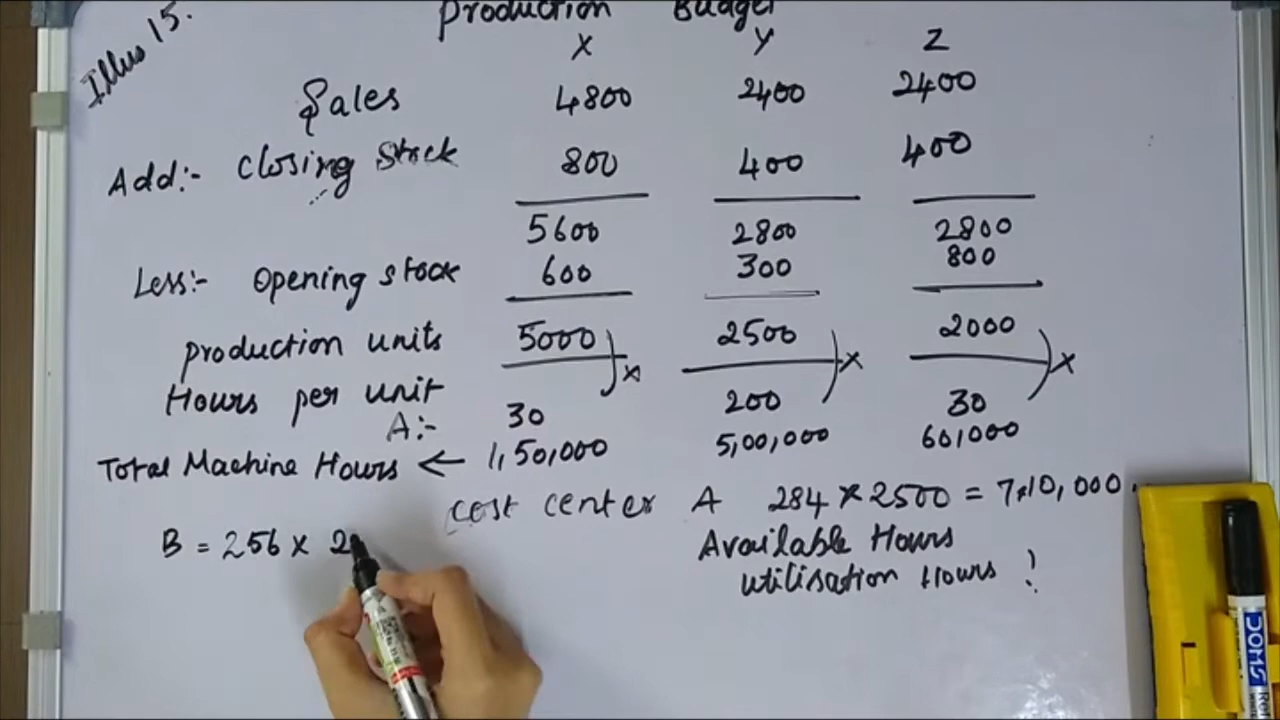 Illus 15.
Production Budget
X Y Z
Sales 4800 2400 2400
Add:- Closing Stock 800 400 400
5600 2800 2800
Less:- Opening stock 600 300 800
production units 5000 2500 2000
x x x
Hours per unit
A:- 30 200 30
Total Machine Hours ← 1,50,000 5,00,000 60,000
cost center A 284 x 2500 = 7,10,000.
B = 256 x 2
Available Hours
utilisation Hours !
DOMS